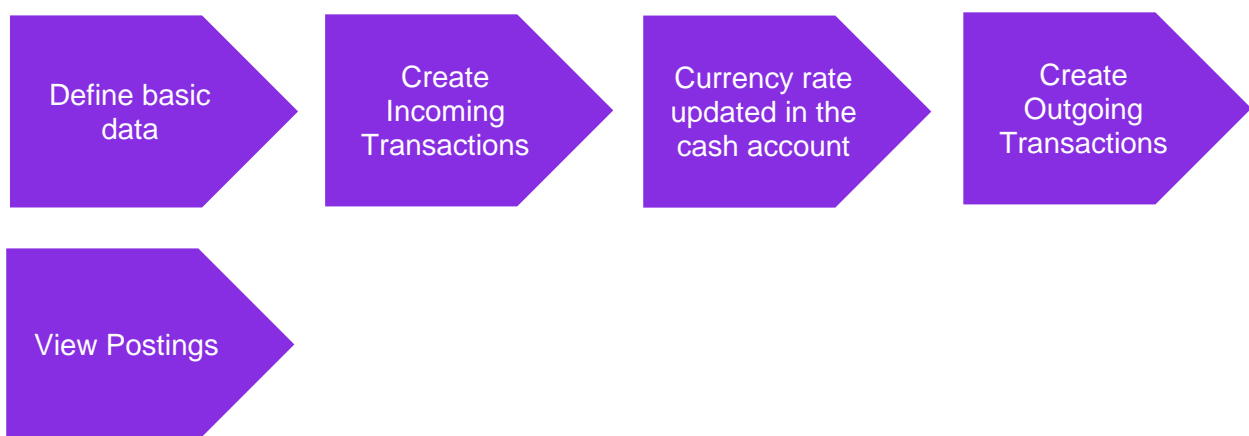 Define basic
data
Create
Incoming
Transactions
Currency rate
updated in the
cash account
Create
Outgoing
Transactions
View Postings